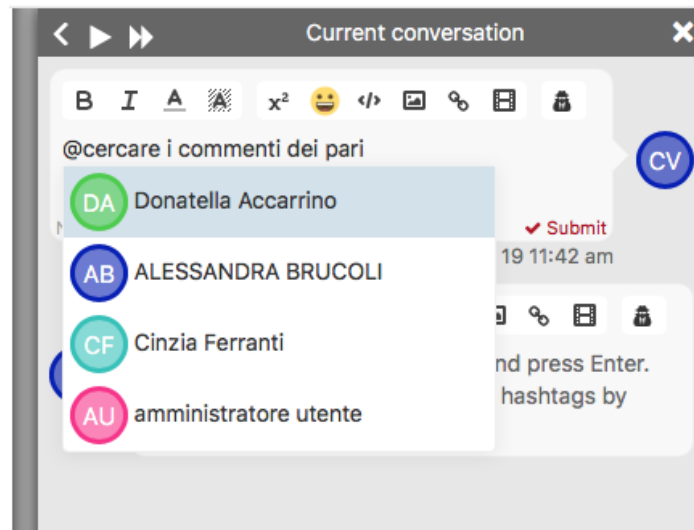 Current conversation
B I A A x² </>
@cercare i commenti dei pari
CV
DA Donatella Accarrino
Submit
19 11:42 am
AB ALESSANDRA BRUCOLI
CF Cinzia Ferranti
nd press Enter.
hashtags by
AU amministratore utente